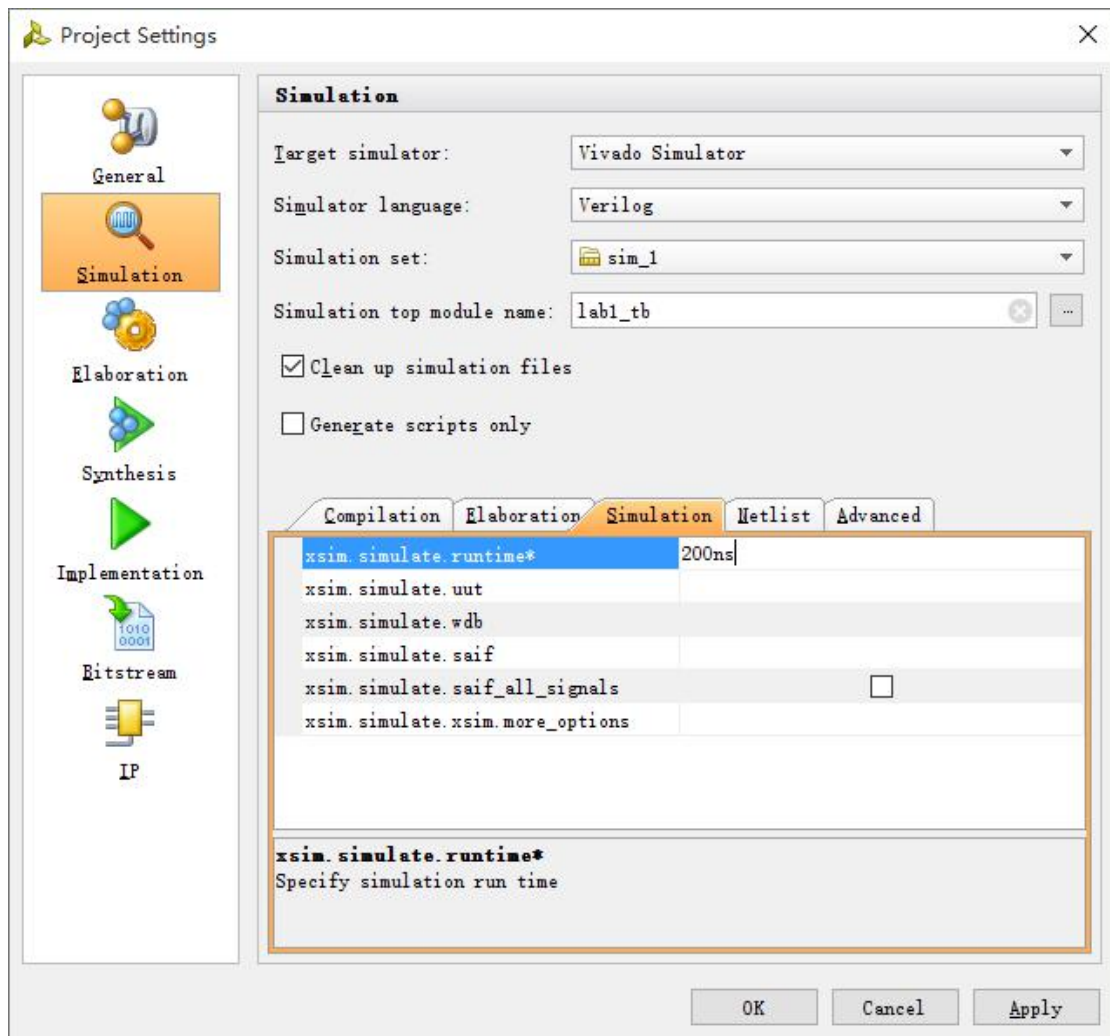 Project Settings
General
Simulation
Elaboration
Synthesis
Implementation
1010
0001
Bitstream
IP
Simulation
Target simulator: Vivado Simulator
Simulator language: Verilog
Simulation set: sim_1
Simulation top module name: lab1_tb ...
Clean up simulation files
Generate scripts only
Compilation Elaboration Simulation Netlist Advanced
xsim.simulate.runtime* 200ns
xsim.simulate.uut
xsim.simulate.wdb
xsim.simulate.saif
xsim.simulate.saif_all_signals
xsim.simulate.xsim.more_options
xsim.simulate.runtime*
Specify simulation run time
OK Cancel Apply